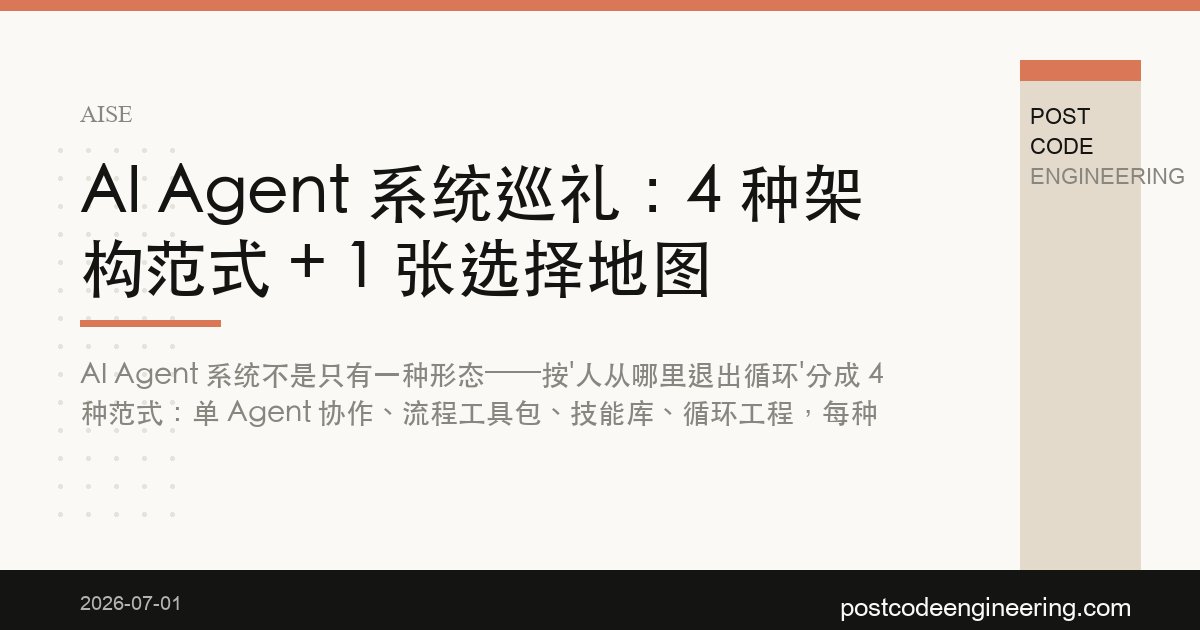 AISE
AI Agent 系统巡礼：4 种架
构范式 + 1 张选择地图
AI Agent 系统不是只有一种形态——按'人从哪里退出循环'分成 4
种范式：单 Agent 协作、流程工具包、技能库、循环工程，每种
POST
CODE
ENGINEERING
2026-07-01
postcodeengineering.com